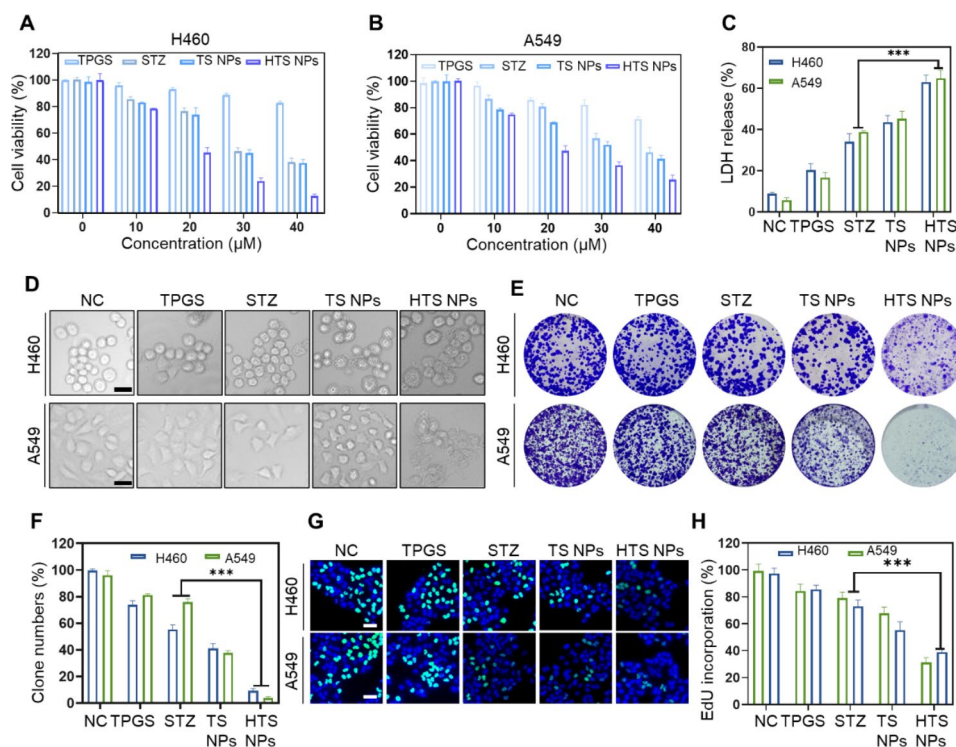 A
H460
TPGS STZ TS NPs HTS NPs
Cell viability (%)
120
100
80
60
40
20
0
0 10 20 30 40
Concentration (µM)
B
A549
TPGS STZ TS NPs HTS NPs
Cell viability (%)
120
100
80
60
40
20
0
0 10 20 30 40
Concentration (µM)
C
***
H460
A549
LDH release (%)
100
80
60
40
20
0
NC TPGS STZ TS NPs HTS NPs
D
NC TPGS STZ TS NPs HTS NPs
H460
A549
E
NC TPGS STZ TS NPs HTS NPs
H460
A549
F
H460 A549
***
Clone numbers (%)
120
100
80
60
40
20
0
NC TPGS STZ TS NPs HTS NPs
G
NC TPGS STZ TS NPs HTS NPs
H460
A549
H
H460 A549
***
EdU incorporation (%)
120
100
80
60
40
20
0
NC TPGS STZ TS NPs HTS NPs